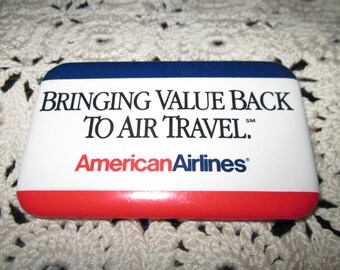 BRINGING VALUE BACK
TO AIR TRAVEL.℠
AmericanAirlines®